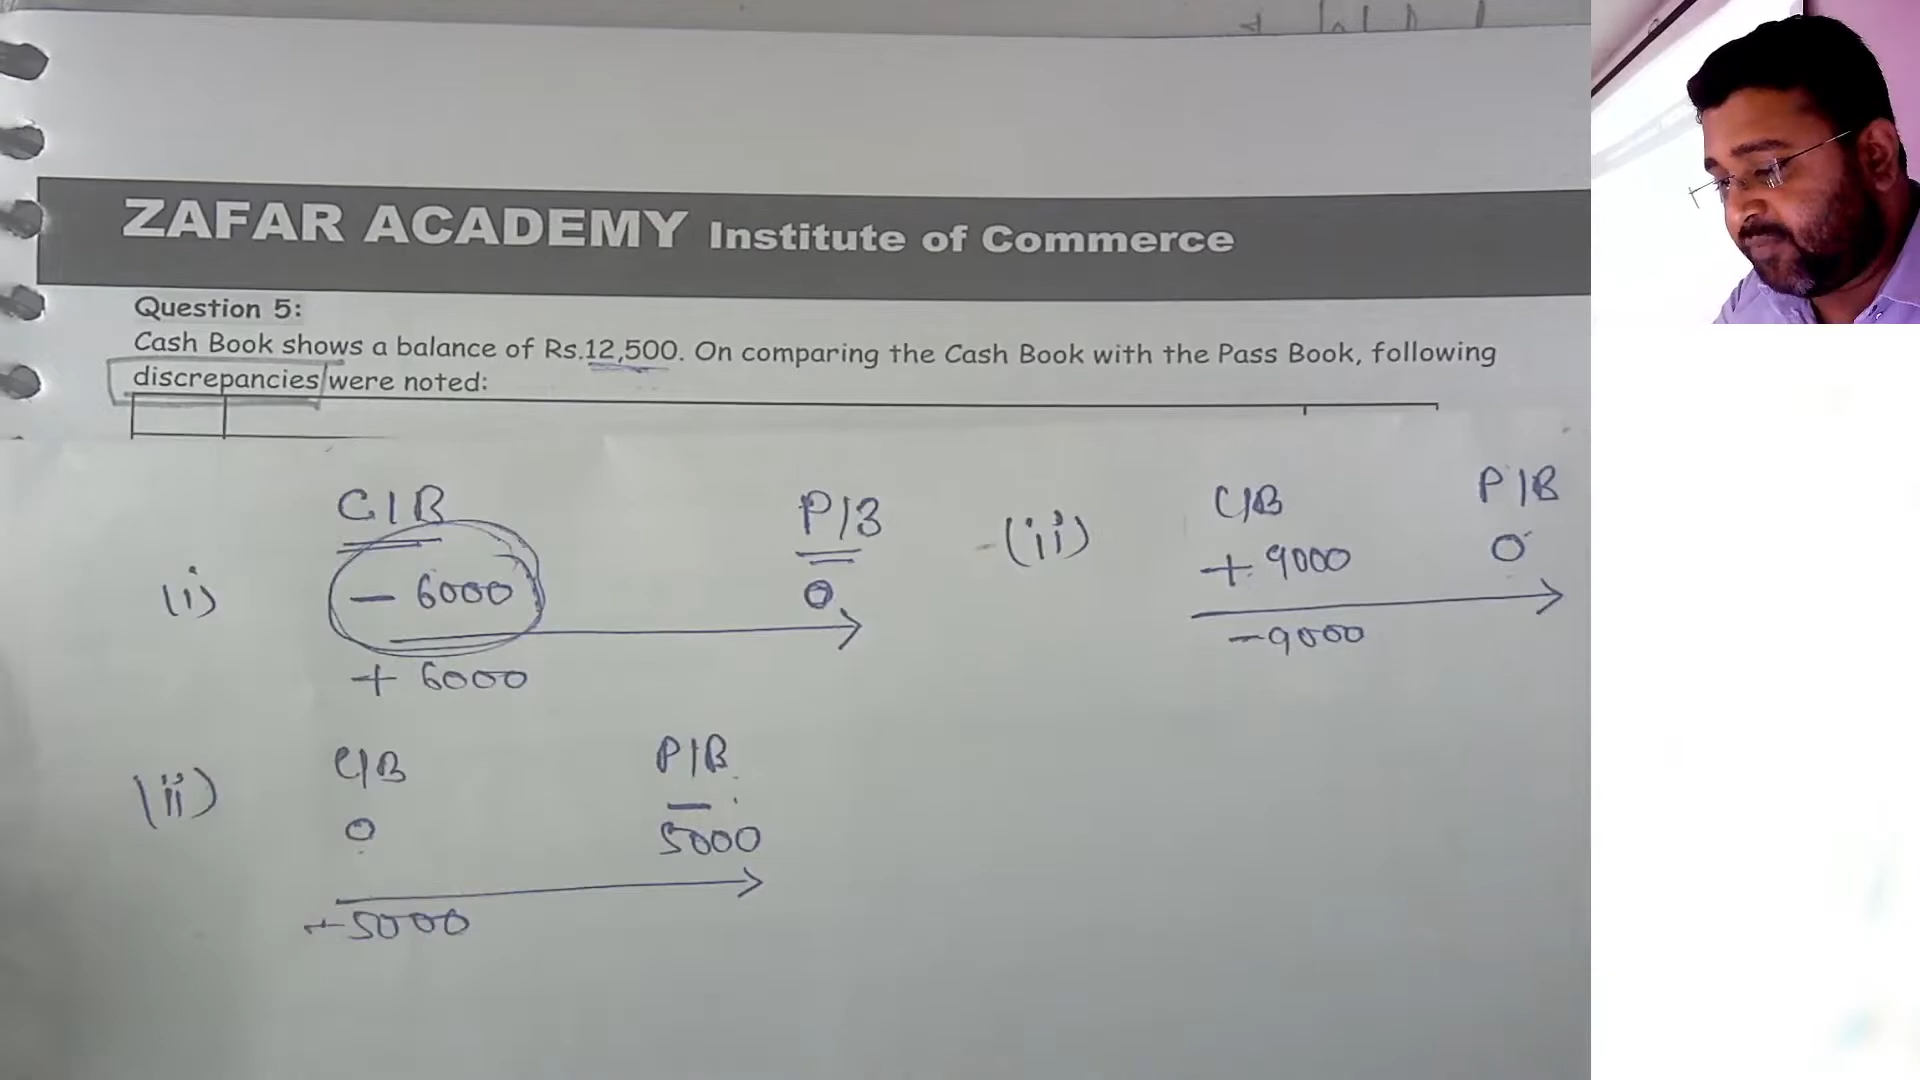 ZAFAR ACADEMY Institute of Commerce
Question 5:
Cash Book shows a balance of Rs.12,500. On comparing the Cash Book with the Pass Book, following
discrepancies were noted:
C/B P/B
(i) - 6000 0
+ 6000
(ii) C/B P/B
+ 9000 0
-9000
(ii) C/B P/B
0 -
5000
5000